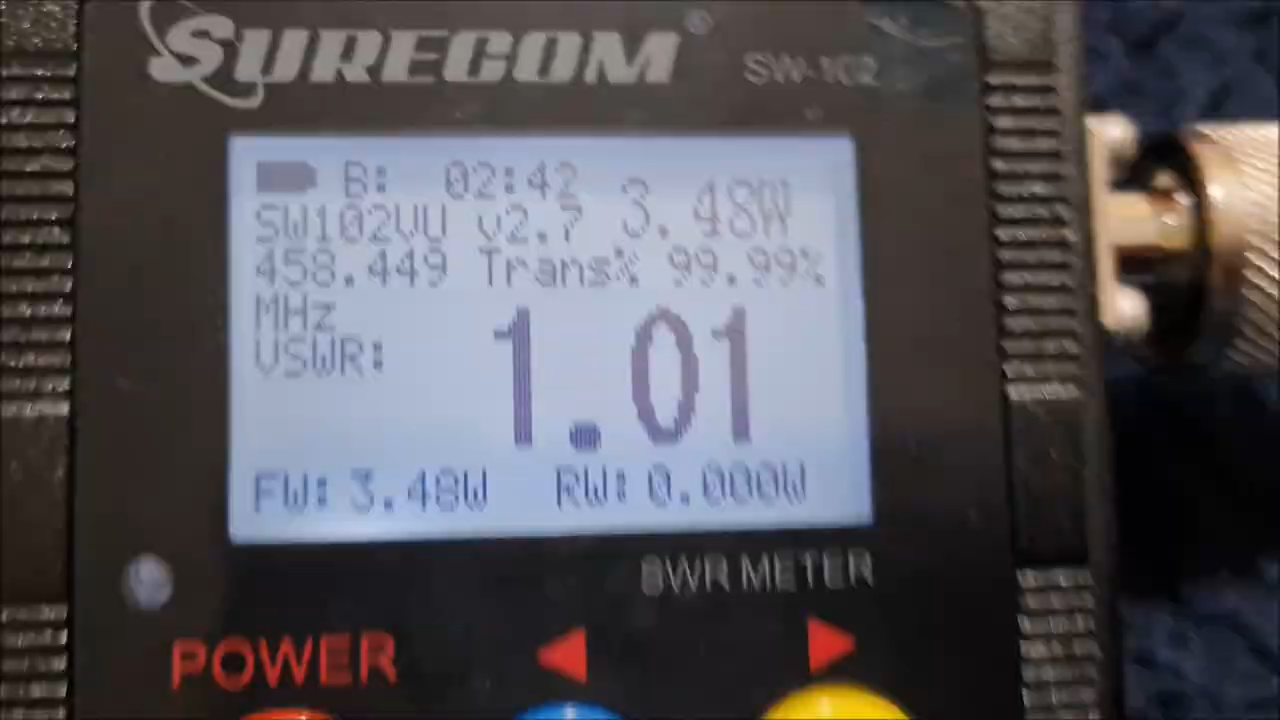 SURECOM®
SW-102
B: 02:42
SW102VU v2.7 3.48W
458.449 Trans% 99.99%
MHz
VSWR: 1.01
FW: 3.48W RW: 0.000W
SWR METER
POWER